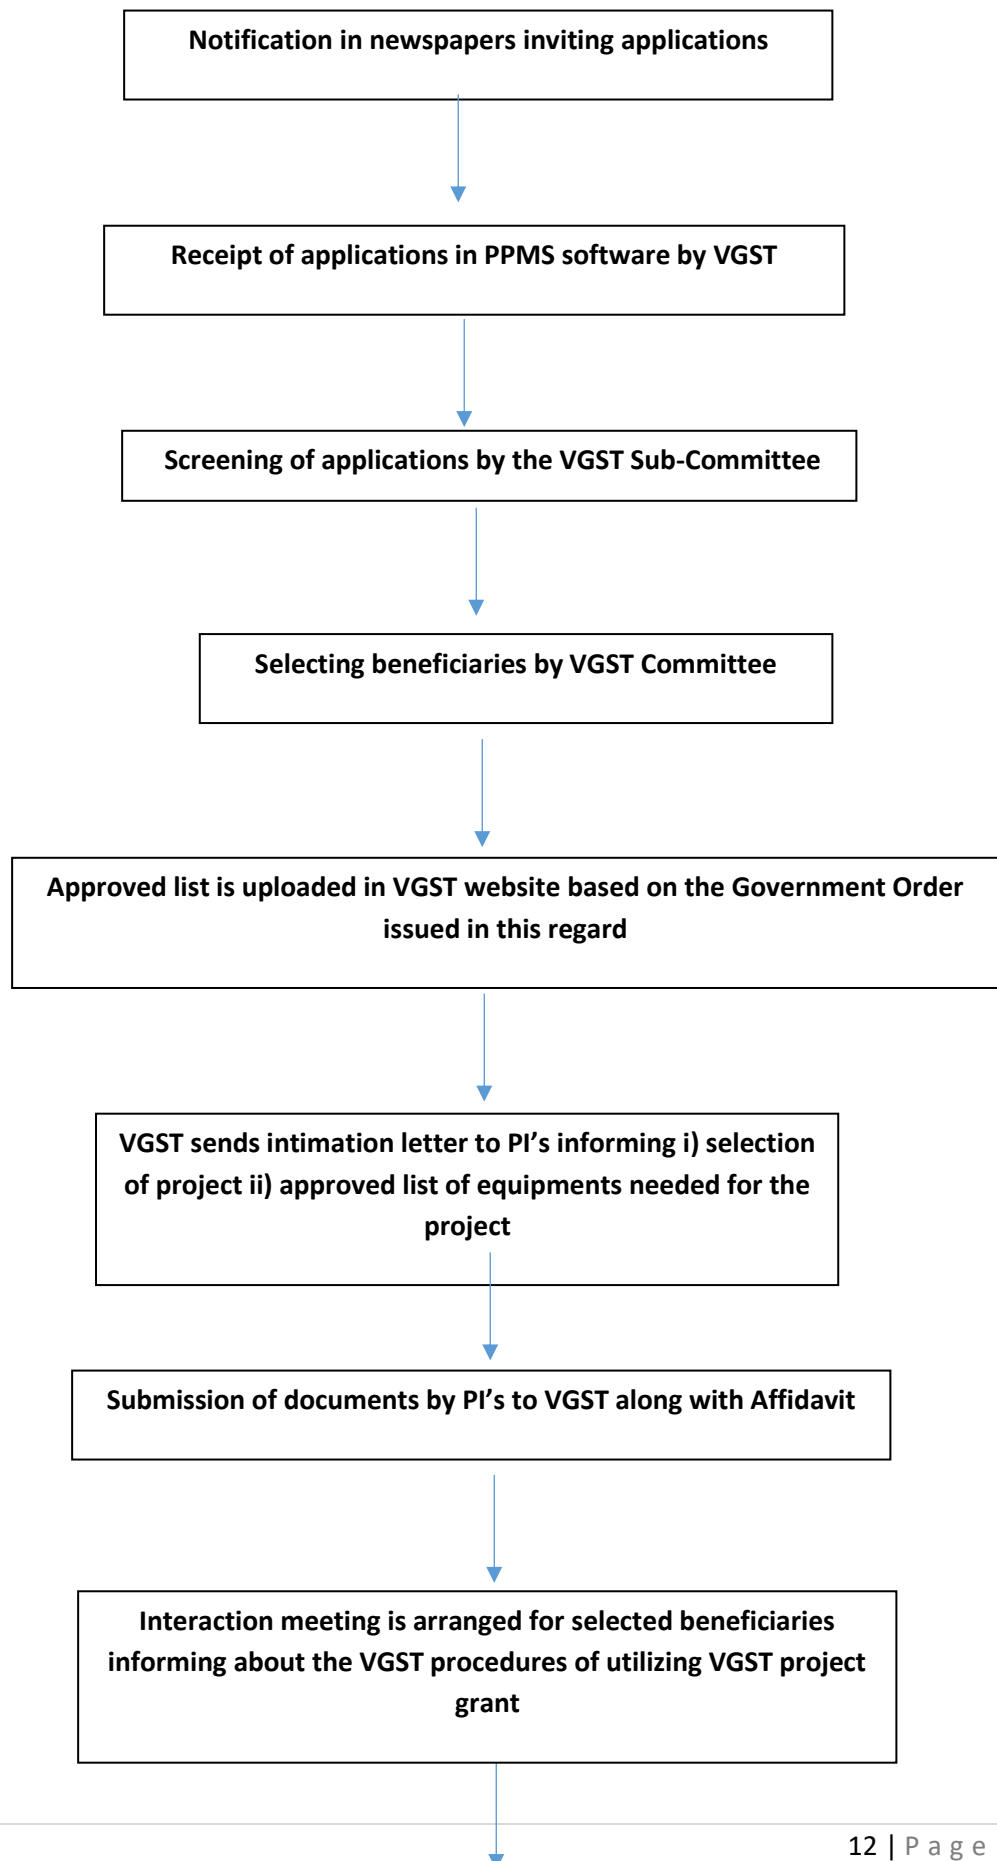 Notification in newspapers inviting applications
Receipt of applications in PPMS software by VGST
Screening of applications by the VGST Sub-Committee
Selecting beneficiaries by VGST Committee
Approved list is uploaded in VGST website based on the Government Order
issued in this regard
VGST sends intimation letter to PI’s informing i) selection
of project ii) approved list of equipments needed for the
project
Submission of documents by PI’s to VGST along with Affidavit
Interaction meeting is arranged for selected beneficiaries
informing about the VGST procedures of utilizing VGST project
grant
12 | Page